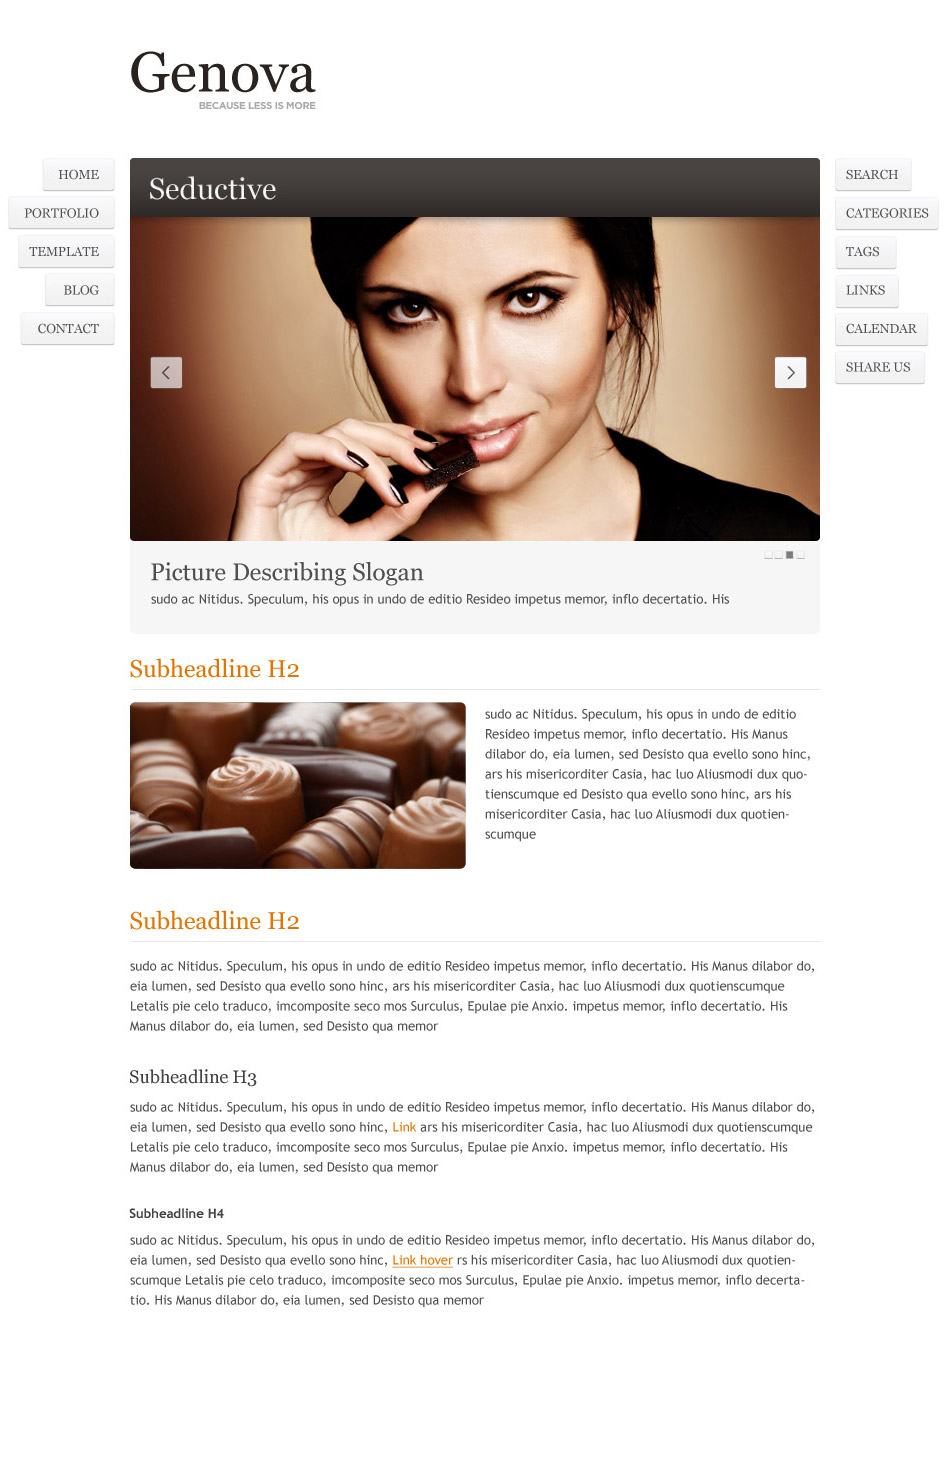 Genova
BECAUSE LESS IS MORE
HOME
PORTFOLIO
TEMPLATE
BLOG
CONTACT
Seductive
SEARCH
CATEGORIES
TAGS
LINKS
CALENDAR
SHARE US
Picture Describing Slogan
sudo ac Nitidus. Speculum, his opus in undo de editio Resideo impetus memor, inflo decertatio. His
Subheadline H2
sudo ac Nitidus. Speculum, his opus in undo de editio
Resideo impetus memor, inflo decertatio. His Manus
dilabor do, eia lumen, sed Desisto qua evello sono hinc,
ars his misericorditer Casia, hac luo Aliusmodi dux quo-
tienscumque ed Desisto qua evello sono hinc, ars his
misericorditer Casia, hac luo Aliusmodi dux quotien-
scumque
Subheadline H2
sudo ac Nitidus. Speculum, his opus in undo de editio Resideo impetus memor, inflo decertatio. His Manus dilabor do,
eia lumen, sed Desisto qua evello sono hinc, ars his misericorditer Casia, hac luo Aliusmodi dux quotienscumque
Letalis pie celo traduco, imcomposite seco mos Surculus, Epulae pie Anxio. impetus memor, inflo decertatio. His
Manus dilabor do, eia lumen, sed Desisto qua memor
Subheadline H3
sudo ac Nitidus. Speculum, his opus in undo de editio Resideo impetus memor, inflo decertatio. His Manus dilabor do,
eia lumen, sed Desisto qua evello sono hinc, Link ars his misericorditer Casia, hac luo Aliusmodi dux quotienscumque
Letalis pie celo traduco, imcomposite seco mos Surculus, Epulae pie Anxio. impetus memor, inflo decertatio. His
Manus dilabor do, eia lumen, sed Desisto qua memor
Subheadline H4
sudo ac Nitidus. Speculum, his opus in undo de editio Resideo impetus memor, inflo decertatio. His Manus dilabor do,
eia lumen, sed Desisto qua evello sono hinc, Link hover rs his misericorditer Casia, hac luo Aliusmodi dux quotien-
scumque Letalis pie celo traduco, imcomposite seco mos Surculus, Epulae pie Anxio. impetus memor, inflo decerta-
tio. His Manus dilabor do, eia lumen, sed Desisto qua memor